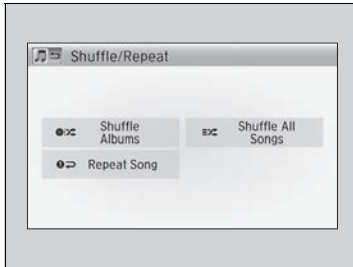 Shuffle/Repeat
Shuffle
Albums
Shuffle All
Songs
Repeat Song